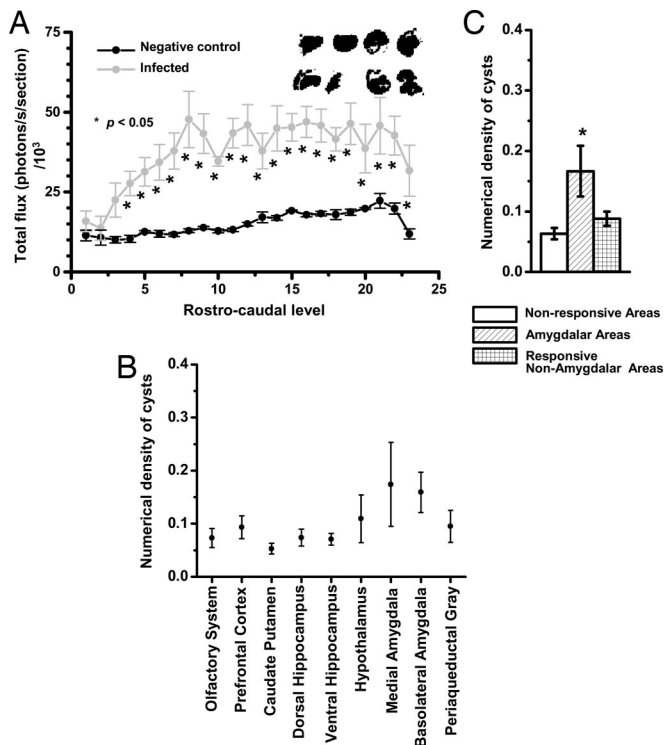 A
Total flux (photons/s/section)
/10³
75
50
25
0
Negative control
Infected
* p < 0.05
* * * * * * * * * * * * * * * * * * * *
0 5 10 15 20 25
Rostro-caudal level
C
Numerical density of cysts
0.4
0.3
0.2
0.1
0.0
*
Non-responsive Areas
Amygdalar Areas
Responsive
Non-Amygdalar Areas
B
Numerical density of cysts
0.4
0.3
0.2
0.1
0.0
Olfactory System
Prefrontal Cortex
Caudate Putamen
Dorsal Hippocampus
Ventral Hippocampus
Hypothalamus
Medial Amygdala
Basolateral Amygdala
Periaqueductal Gray